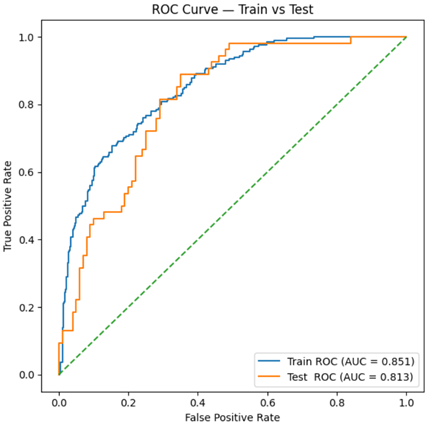 ROC Curve — Train vs Test
True Positive Rate
1.0
0.8
0.6
0.4
0.2
0.0
Train ROC (AUC = 0.851)
Test ROC (AUC = 0.813)
0.0 0.2 0.4 0.6 0.8 1.0
False Positive Rate